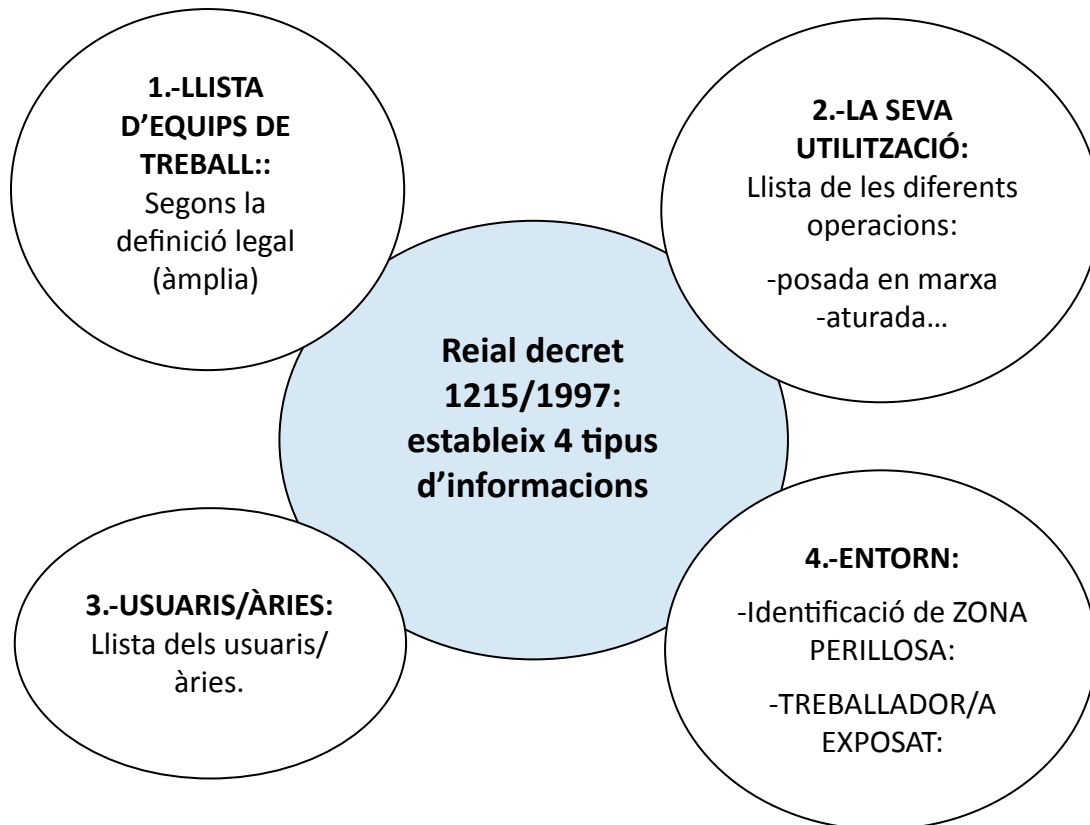 1.-LLISTA
D’EQUIPS DE
TREBALL::
Segons la
definició legal
(àmplia)
2.-LA SEVA
UTILITZACIÓ:
Llista de les diferents
operacions:
-posada en marxa
-aturada…
Reial decret
1215/1997:
estableix 4 tipus
d’informacions
3.-USUARIS/ÀRIES:
Llista dels usuaris/
àries.
4.-ENTORN:
-Identificació de ZONA
PERILLOSA:
-TREBALLADOR/A
EXPOSAT: